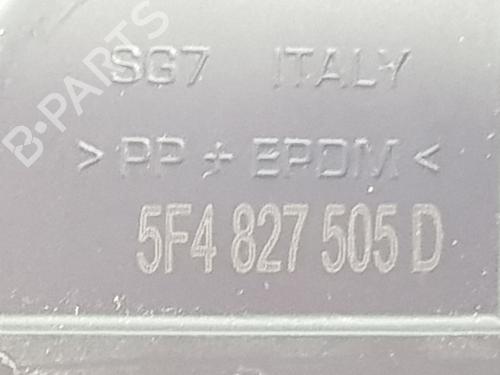 B-PARTS
SG7 ITALY
> PP + EPDM <
5F4 827 505 D